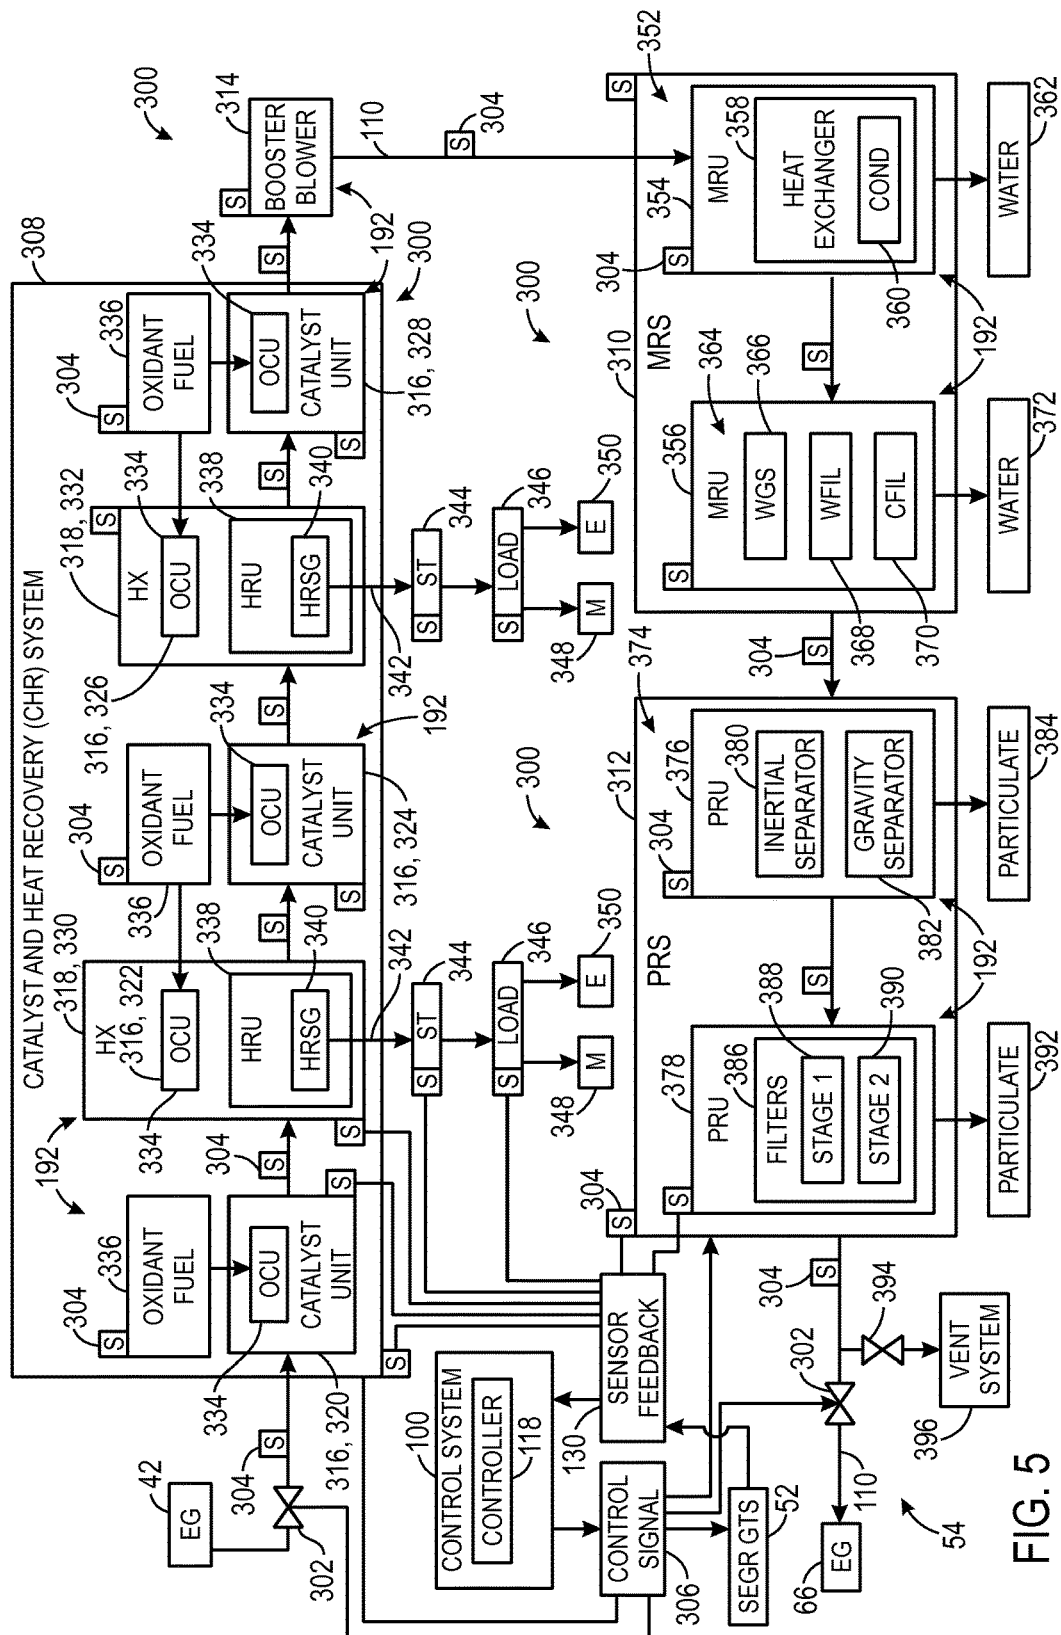 CATALYST AND HEAT RECOVERY (CHR) SYSTEM
308
300
42
EG
304
302
304
S
336
OXIDANT
FUEL
334
OCU
CATALYST
UNIT
316, 320
S
304
S
192
318, 330
HX
316, 322
OCU
334
HRU
338
HRSG
340
342
S
S
304
S
336
OXIDANT
FUEL
334
OCU
CATALYST
UNIT
316, 324
S
192
S
318, 332
S
HX
334
OCU
316, 326
HRU
338
HRSG
340
342
S
304
S
336
OXIDANT
FUEL
334
OCU
CATALYST
UNIT
316, 328
S
192
300
S
S
314
BOOSTER
BLOWER
192
110
S
304
S
S
ST
344
S
LOAD
346
M
348
E
350
S
ST
344
S
LOAD
346
M
348
E
350
300
300
100
CONTROL SYSTEM
CONTROLLER
118
130
SENSOR
FEEDBACK
CONTROL
SIGNAL
306
SEGR GTS
52
304
S
312
PRS
374
S
378
PRU
386
FILTERS
388
STAGE 1
390
STAGE 2
192
S
304
S
376
PRU
380
INERTIAL
SEPARATOR
GRAVITY
SEPARATOR
382
192
304
S
310
MRS
352
S
S
356
MRU
364
366
WGS
WFIL
368
CFIL
370
192
S
304
S
354
MRU
358
HEAT
EXCHANGER
COND
360
S
304
S
302
394
66
EG
110
54
VENT
SYSTEM
396
PARTICULATE
392
PARTICULATE
384
WATER
372
WATER
362
FIG. 5